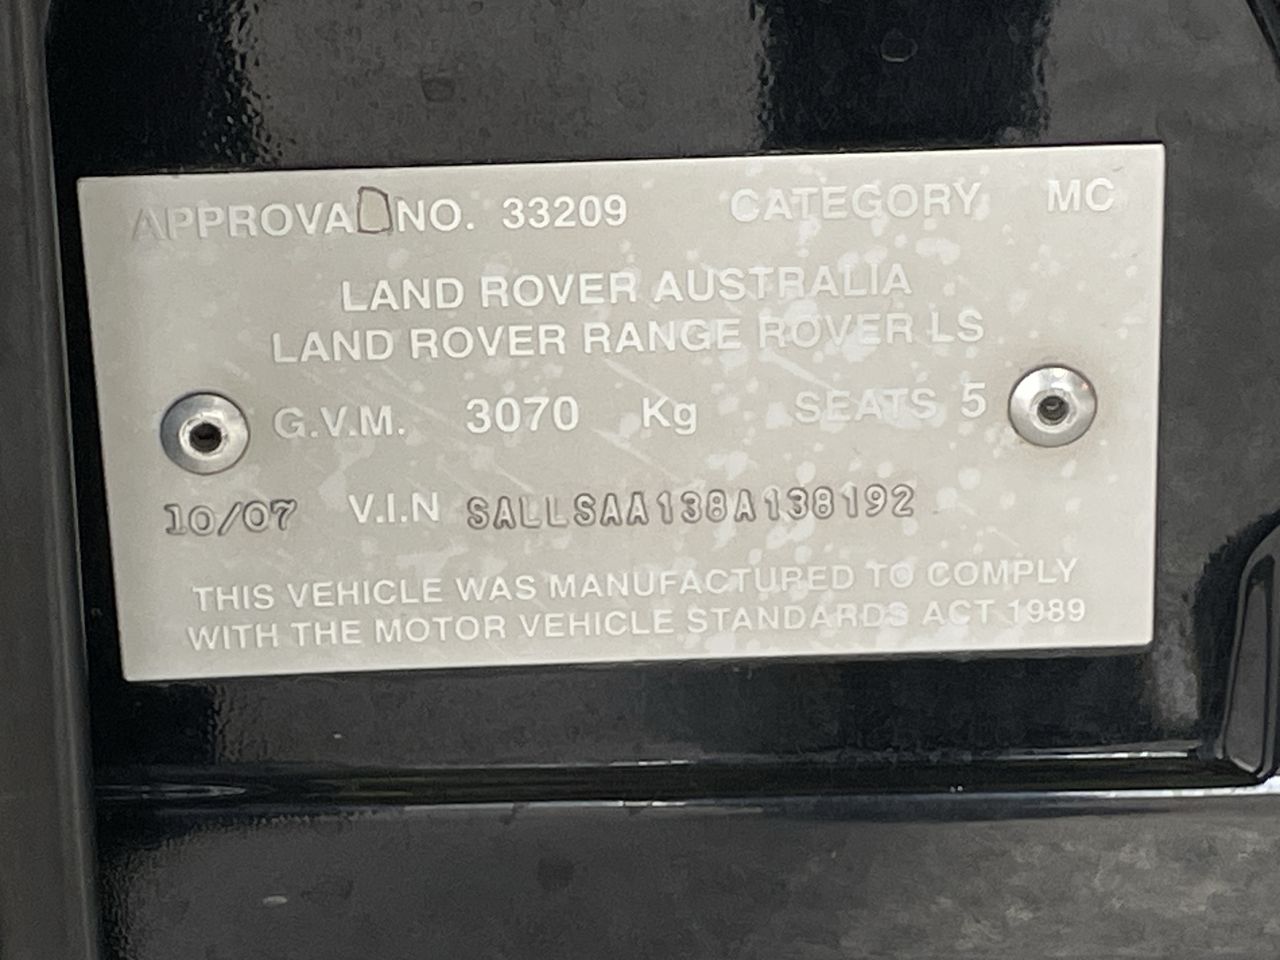 APPROVAL NO. 33209 CATEGORY MC
LAND ROVER AUSTRALIA
LAND ROVER RANGE ROVER LS
G.V.M. 3070 Kg SEATS 5
10/07 V.I.N SALLSAA138A138192
THIS VEHICLE WAS MANUFACTURED TO COMPLY
WITH THE MOTOR VEHICLE STANDARDS ACT 1989